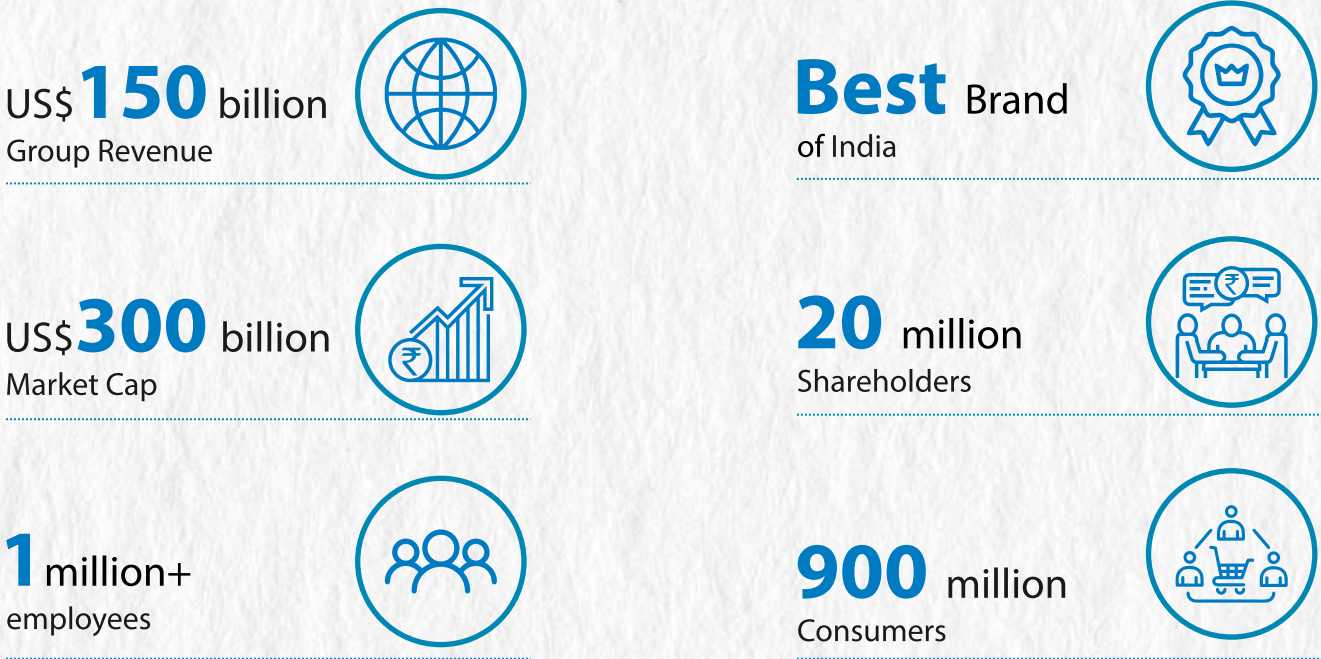 US$150 billion
Group Revenue
US$300 billion
Market Cap
1 million+
employees
Best Brand
of India
20 million
Shareholders
900 million
Consumers